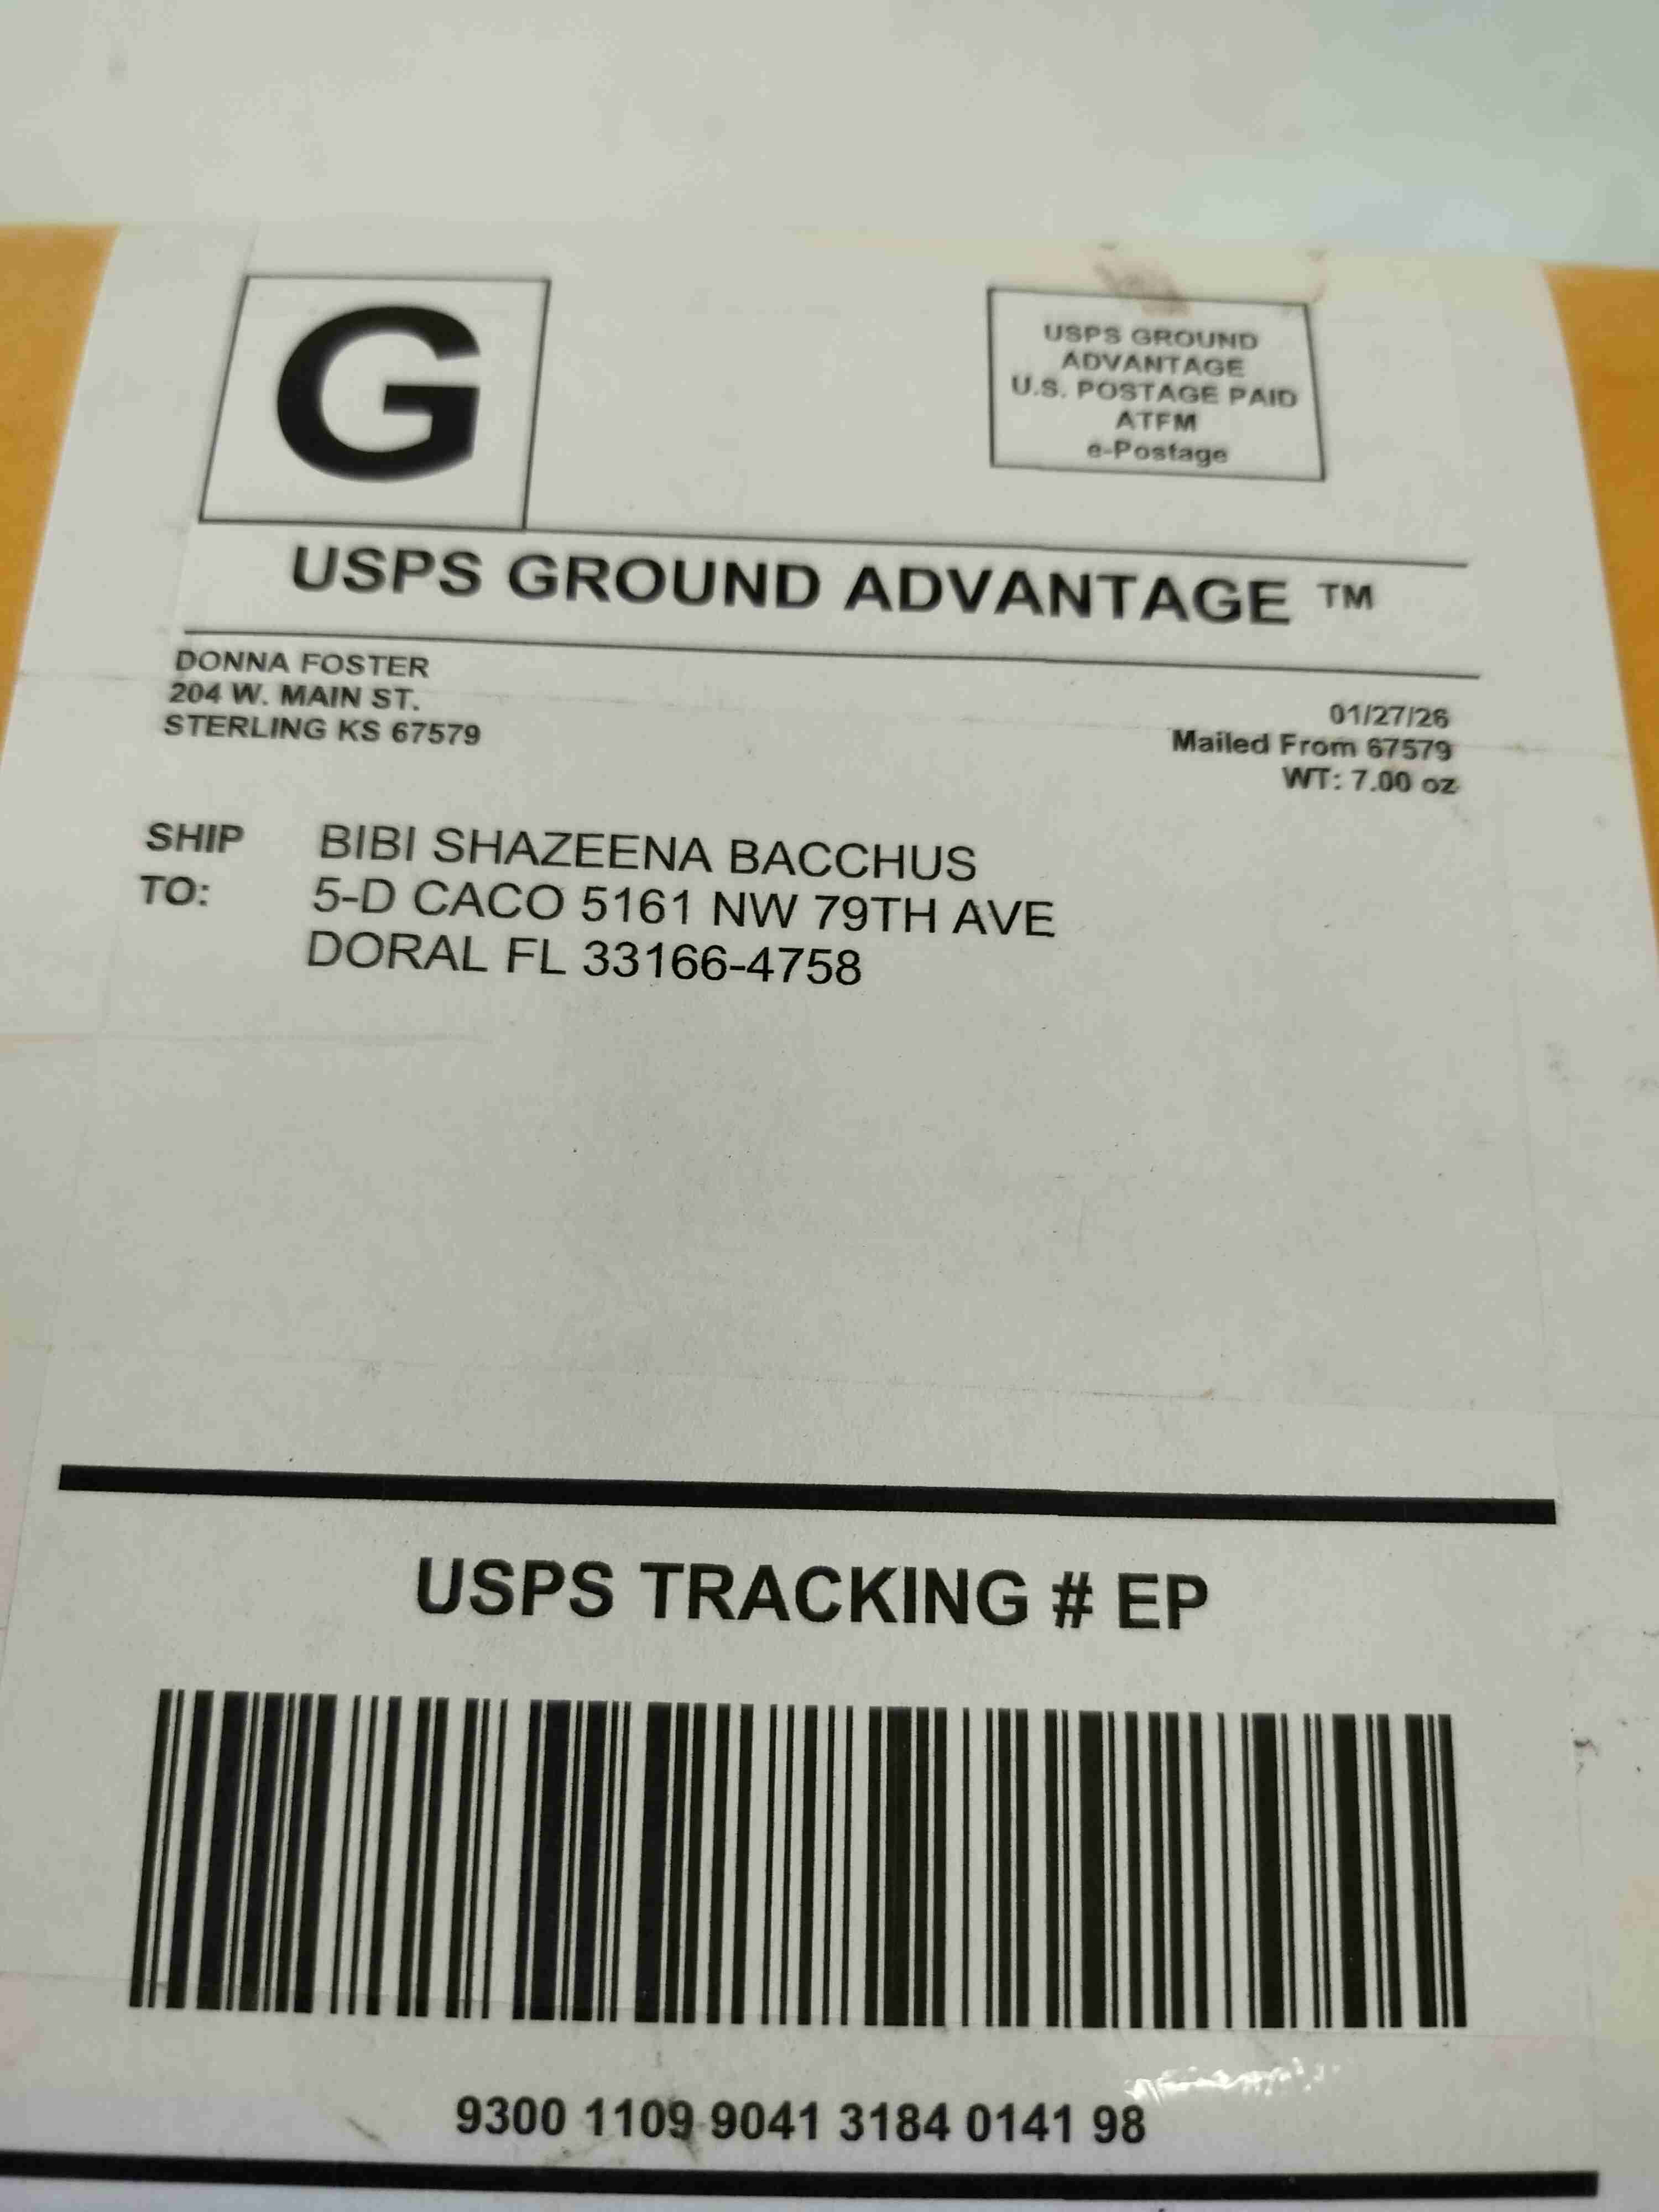 G
USPS GROUND
ADVANTAGE
U.S. POSTAGE PAID
ATFM
e-Postage
USPS GROUND ADVANTAGE ™
DONNA FOSTER
204 W. MAIN ST.
STERLING KS 67579
01/27/26
Mailed From 67579
WT: 7.00 oz
SHIP TO:
BIBI SHAZEENA BACCHUS
5-D CACO 5161 NW 79TH AVE
DORAL FL 33166-4758
USPS TRACKING # EP
9300 1109 9041 3184 0141 98